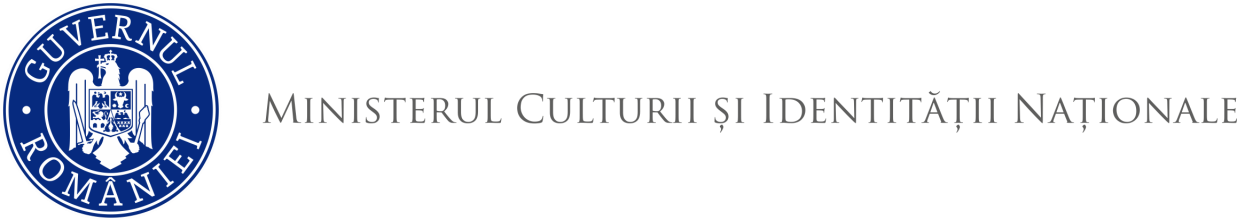 GUVERNUL
ROMÂNIEI
Ministerul Culturii și Identității Naționale